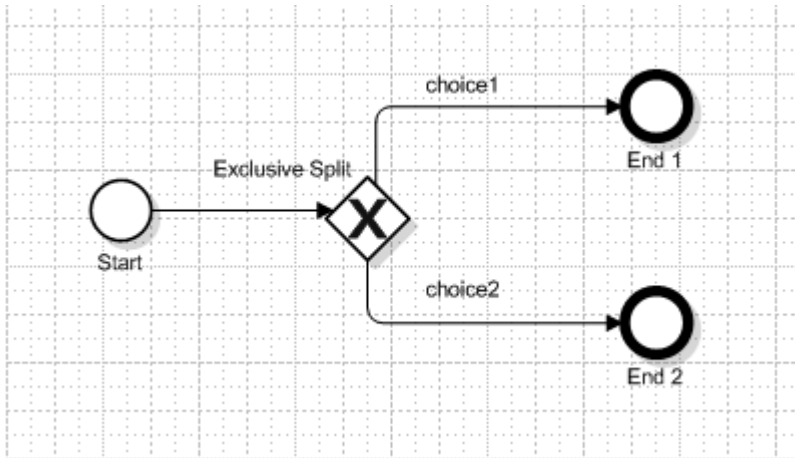 choice1
End 1
Exclusive Split
X
Start
choice2
End 2